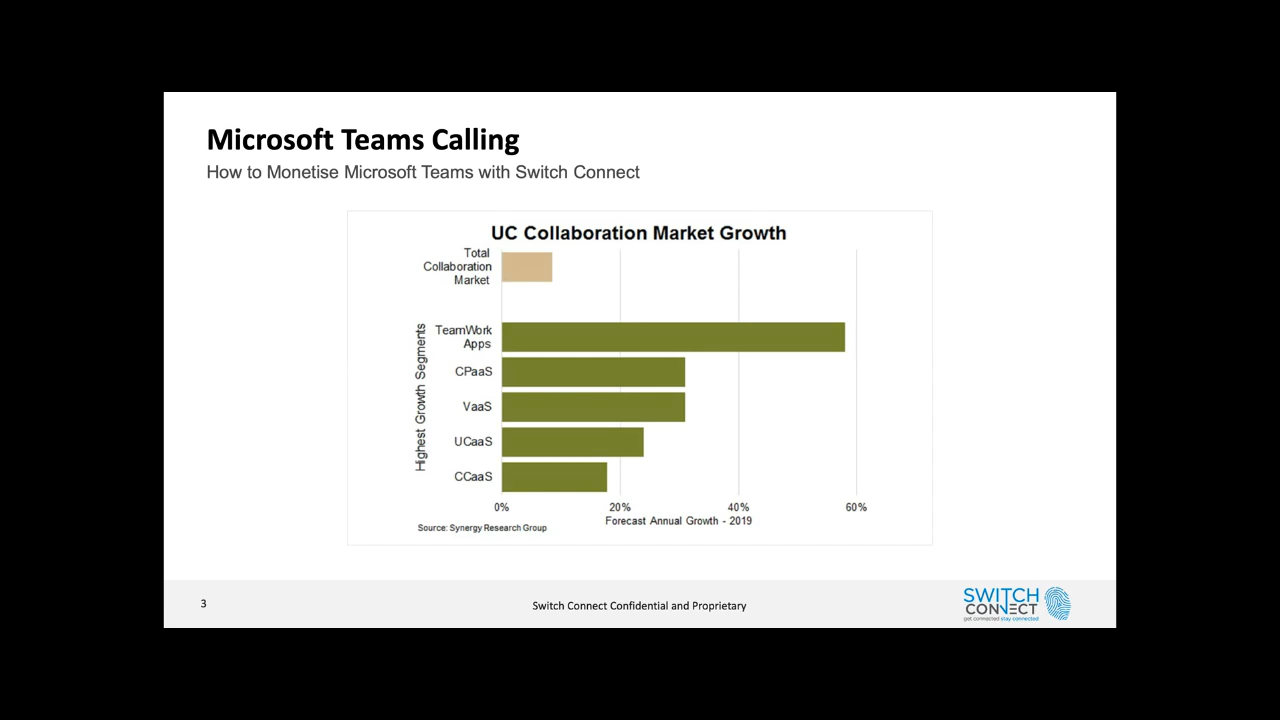 Microsoft Teams Calling
How to Monetise Microsoft Teams with Switch Connect
UC Collaboration Market Growth
Total
Collaboration
Market
Highest Growth Segments
TeamWork
Apps
CPaaS
VaaS
UCaaS
CCaaS
0% 20% 40% 60%
Forecast Annual Growth - 2019
Source: Synergy Research Group
3
Switch Connect Confidential and Proprietary
SWITCH
CONNECT
get connected stay connected